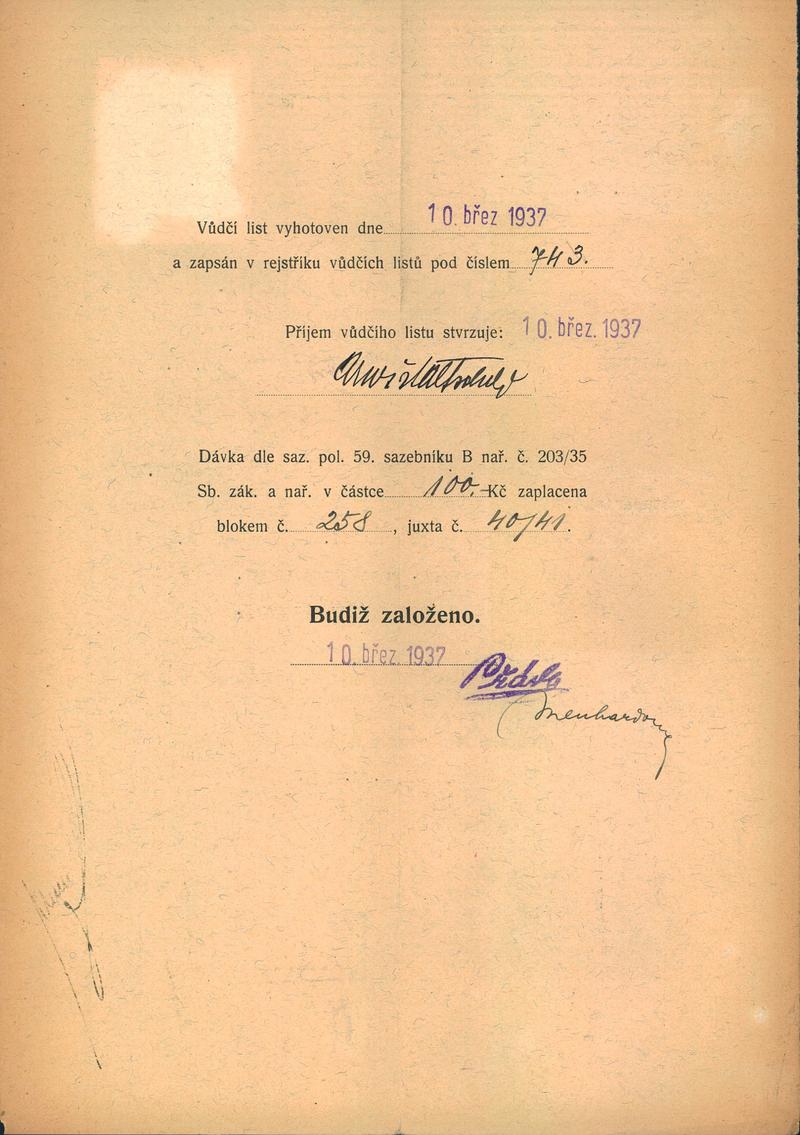 Vůdčí list vyhotoven dne 10. břez 1937
a zapsán v rejstříku vůdčích listů pod číslem 743.
Příjem vůdčího listu stvrzuje: 10. břez. 1937
Dávka dle saz. pol. 59. sazebníku B nař. č. 203/35
Sb. zák. a nař. v částce 100.- Kč zaplacena
blokem č. 258, juxta č. 40/41.
Budiž založeno.
10. břez. 1937